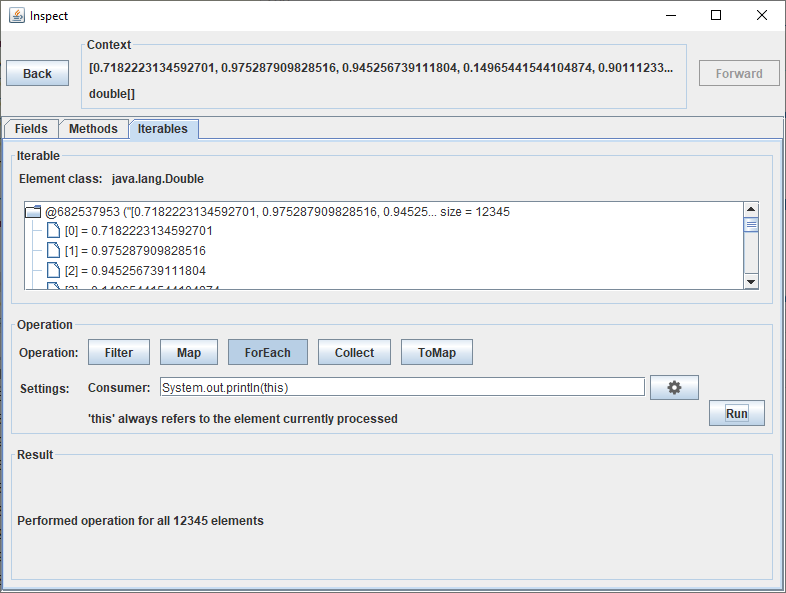 Inspect
Context
Back
[0.7182223134592701, 0.975287909828516, 0.945256739111804, 0.14965441544104874, 0.90111233...
Forward
double[]
Fields Methods Iterables
Iterable
Element class: java.lang.Double
@682537953 ("[0.7182223134592701, 0.975287909828516, 0.94525... size = 12345
[0] = 0.7182223134592701
[1] = 0.975287909828516
[2] = 0.945256739111804
[3] = 0.14965441544104874
Operation
Operation: Filter Map ForEach Collect ToMap
Settings: Consumer: System.out.println(this)
'this' always refers to the element currently processed
Run
Result
Performed operation for all 12345 elements